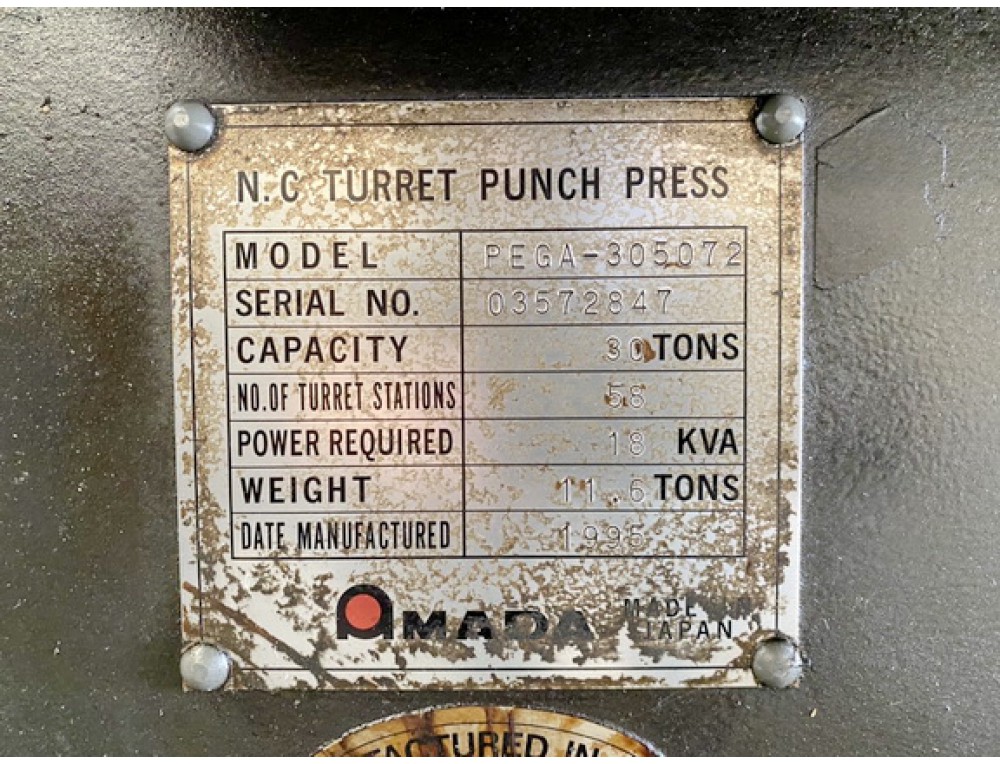 N.C TURRET PUNCH PRESS
MODEL PEGA-305072
SERIAL NO. 03572847
CAPACITY 30 TONS
NO.OF TURRET STATIONS 58
POWER REQUIRED 18 KVA
WEIGHT 11.6 TONS
DATE MANUFACTURED 1995
AMADA
MADE IN
JAPAN
IN